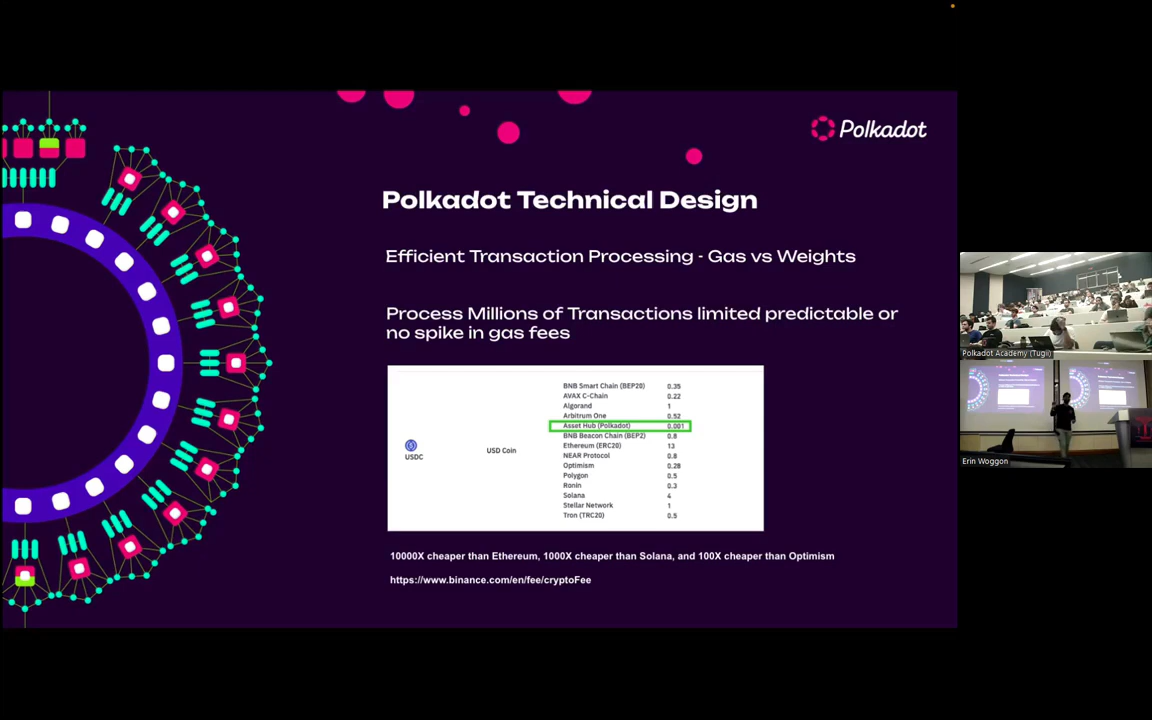 Polkadot
Polkadot Technical Design
Efficient Transaction Processing - Gas vs Weights
Process Millions of Transactions limited predictable or
no spike in gas fees
BNB Smart Chain (BEP20) 0.35
AVAX C-Chain 0.22
Algorand 1
Arbitrum One 0.52
Asset Hub (Polkadot) 0.001
BNB Beacon Chain (BEP2) 0.8
Ethereum (ERC20) 13
NEAR Protocol 0.8
Optimism 0.28
Polygon 0.5
Ronin 0.3
Solana 4
Stellar Network 1
Tron (TRC20) 0.5
USDC
USD Coin
10000X cheaper than Ethereum, 1000X cheaper than Solana, and 100X cheaper than Optimism
https://www.binance.com/en/fee/cryptoFee
Polkadot Academy (Tugii)
Erin Woggon